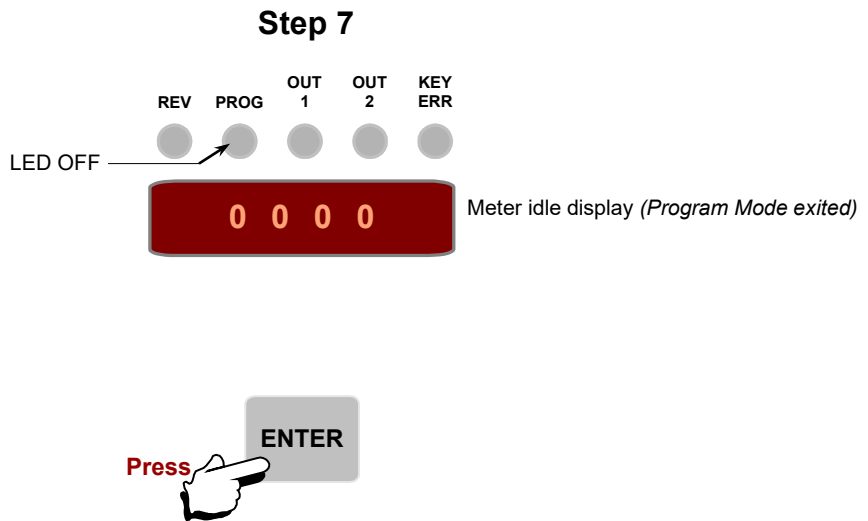 Step 7
REV PROG OUT 1 OUT 2 KEY ERR
LED OFF
0 0 0 0
Meter idle display (Program Mode exited)
ENTER
Press